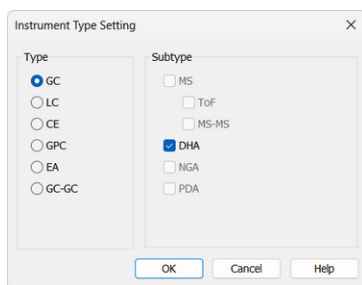 Instrument Type Setting
Type
GC
LC
CE
GPC
EA
GC-GC
Subtype
MS
ToF
MS-MS
DHA
NGA
PDA
OK Cancel Help